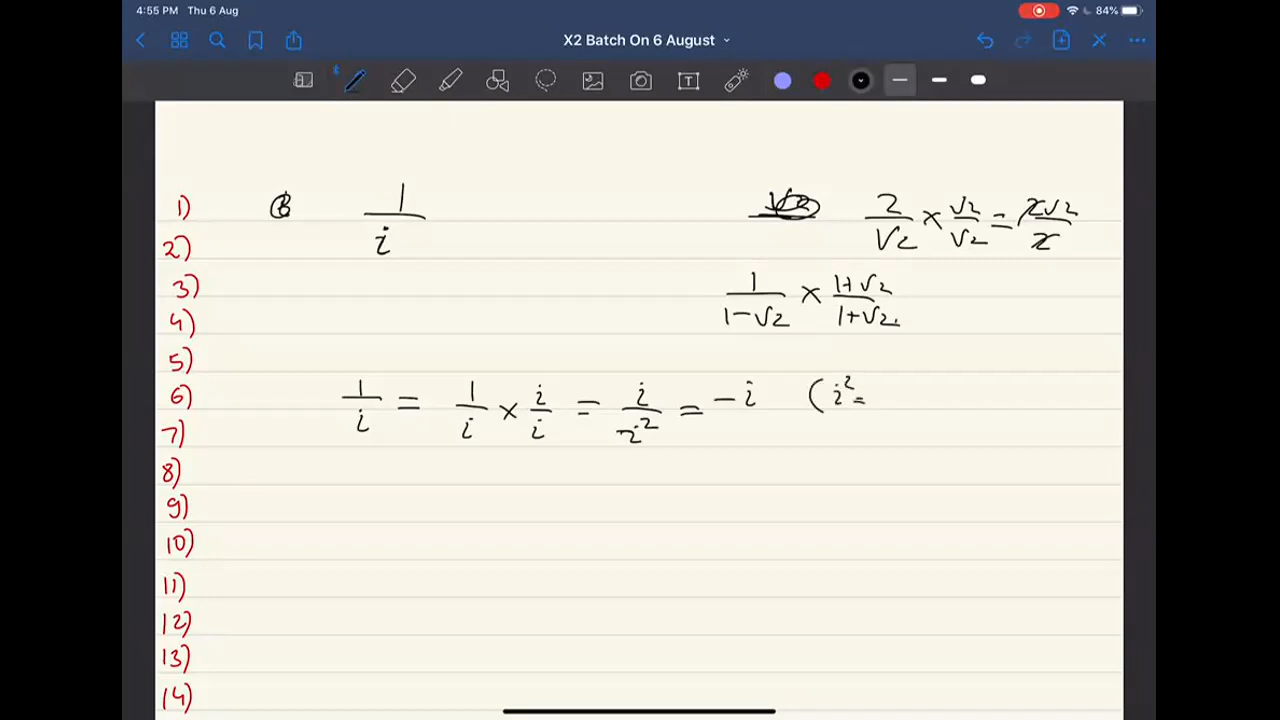 4:55 PM Thu 6 Aug 84%
X2 Batch On 6 August
T
1) 1/i 2/√2 × √2/√2 = 2√2/2
2)
3) 1/(1-√2) × (1+√2)/(1+√2)
4)
5)
6) 1/i = 1/i × i/i = i/i² = -i (i² =
7)
8)
9)
10)
11)
12)
13)
14)